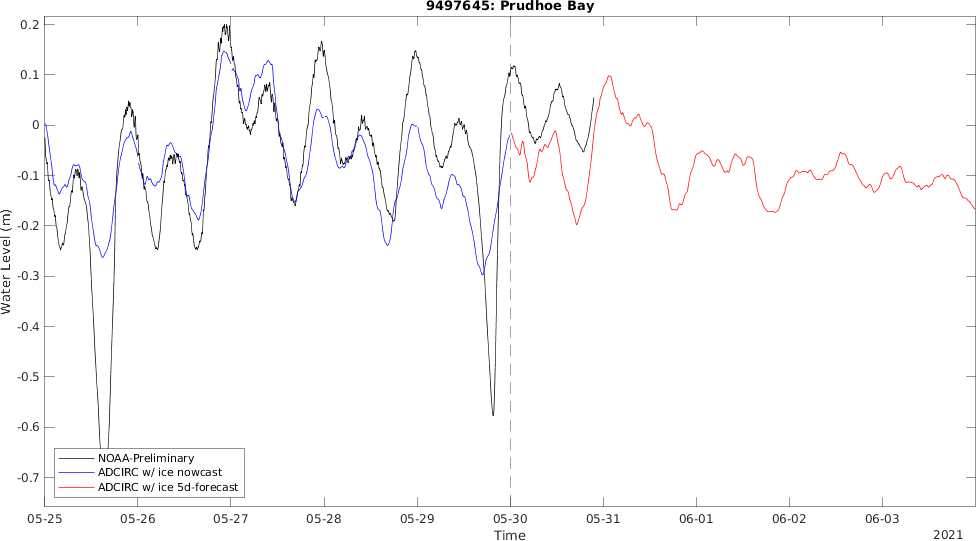 9497645: Prudhoe Bay
Water Level (m)
0.2
0.1
0
-0.1
-0.2
-0.3
-0.4
-0.5
-0.6
-0.7
NOAA-Preliminary
ADCIRC w/ ice nowcast
ADCIRC w/ ice 5d-forecast
05-25 05-26 05-27 05-28 05-29 05-30 05-31 06-01 06-02 06-03
Time
2021